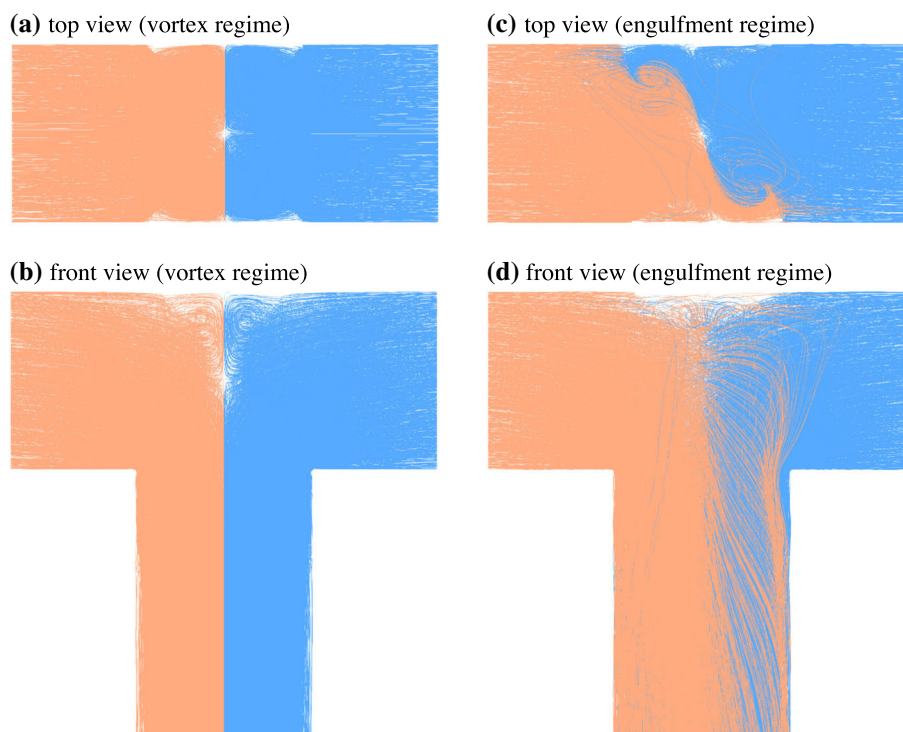 (a) top view (vortex regime)
(c) top view (engulfment regime)
(b) front view (vortex regime)
(d) front view (engulfment regime)